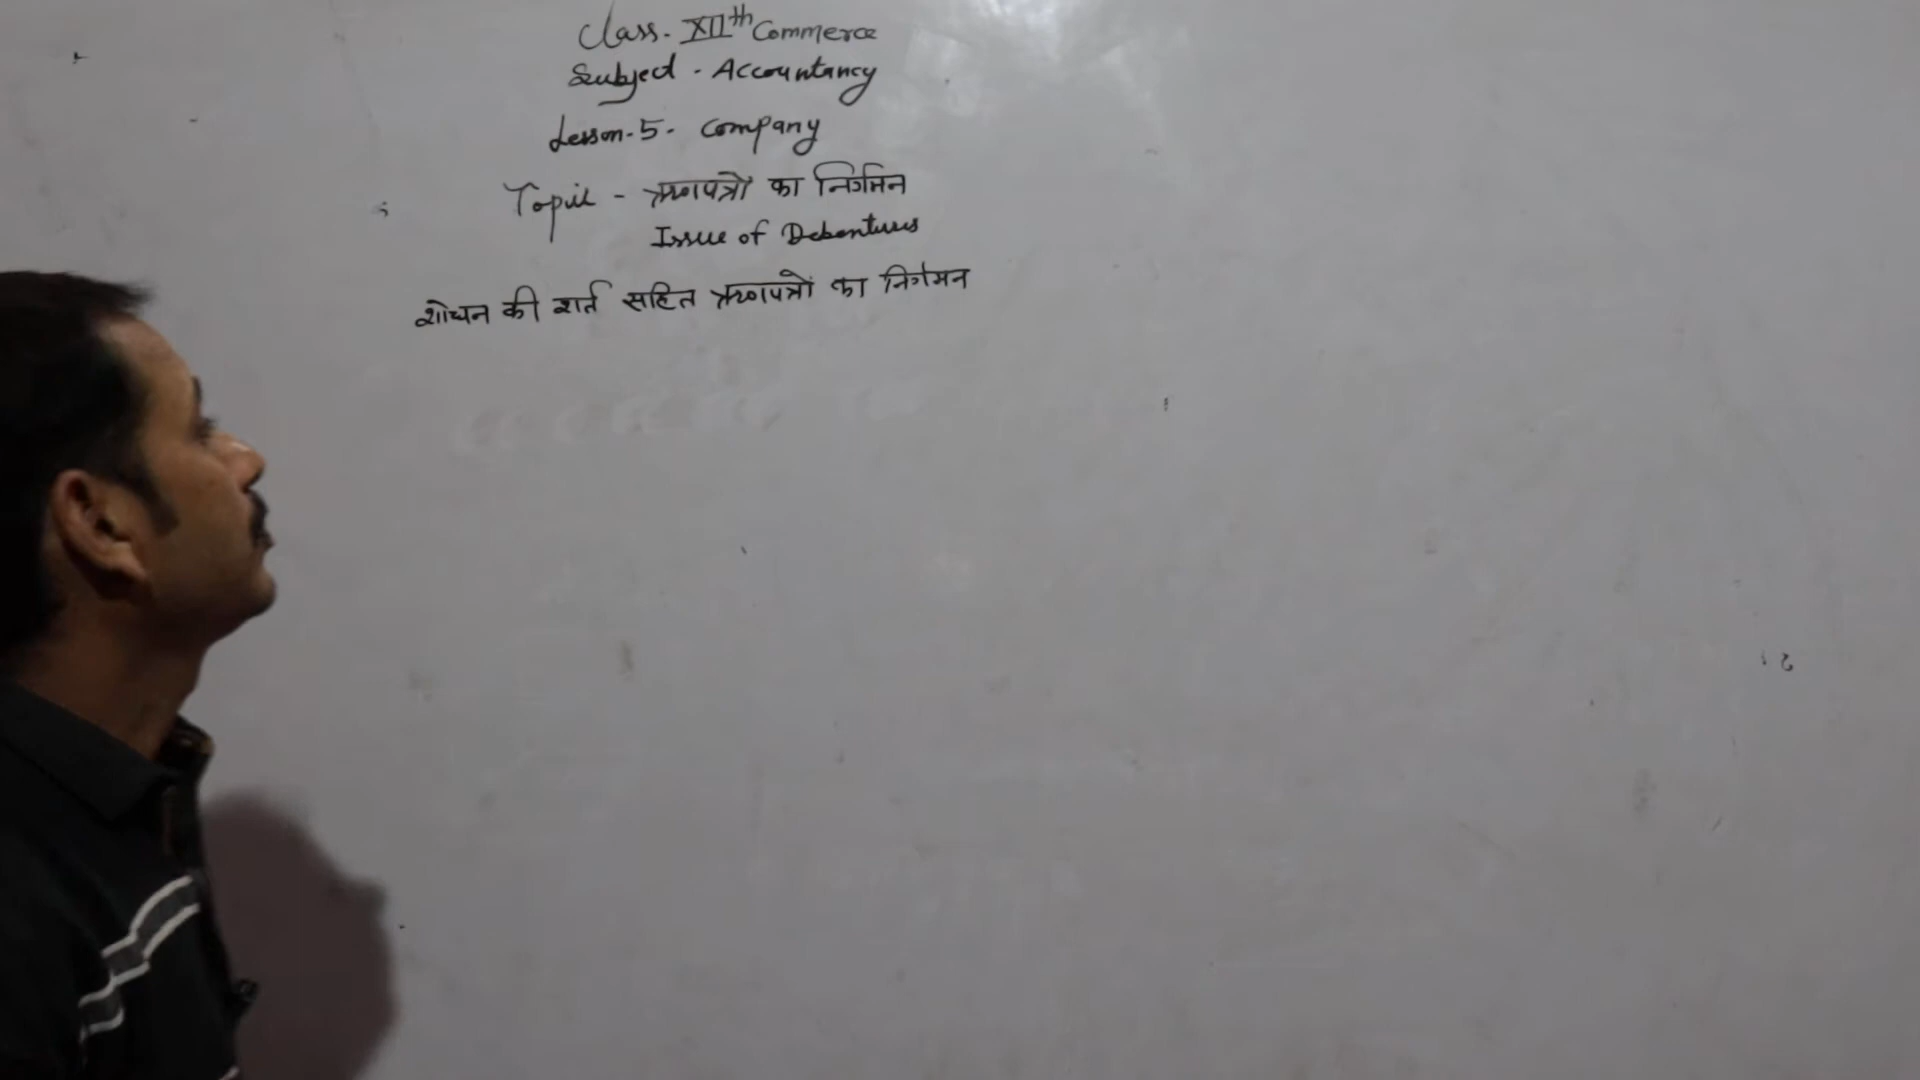 Class. XIIth Commerce
Subject - Accountancy
Lesson-5- Company
Topic - ऋणपत्रों का निर्गमन
Issue of Debentures
शोधन की शर्त सहित ऋणपत्रों का निर्गमन